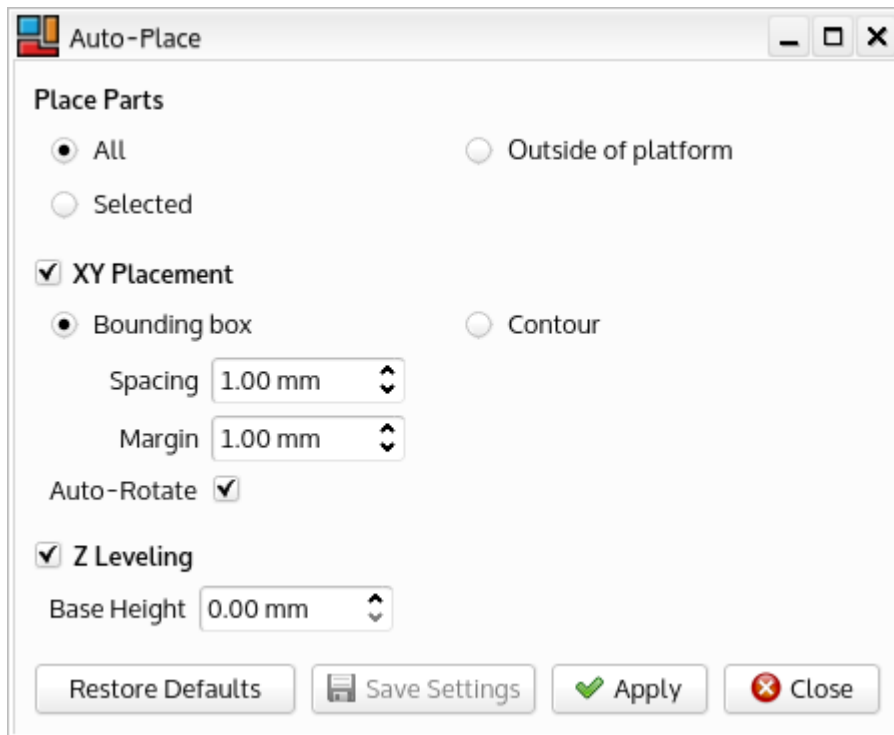 Auto-Place
Place Parts
All Outside of platform
Selected
XY Placement
Bounding box Contour
Spacing 1.00 mm
Margin 1.00 mm
Auto-Rotate
Z Leveling
Base Height 0.00 mm
Restore Defaults Save Settings Apply Close